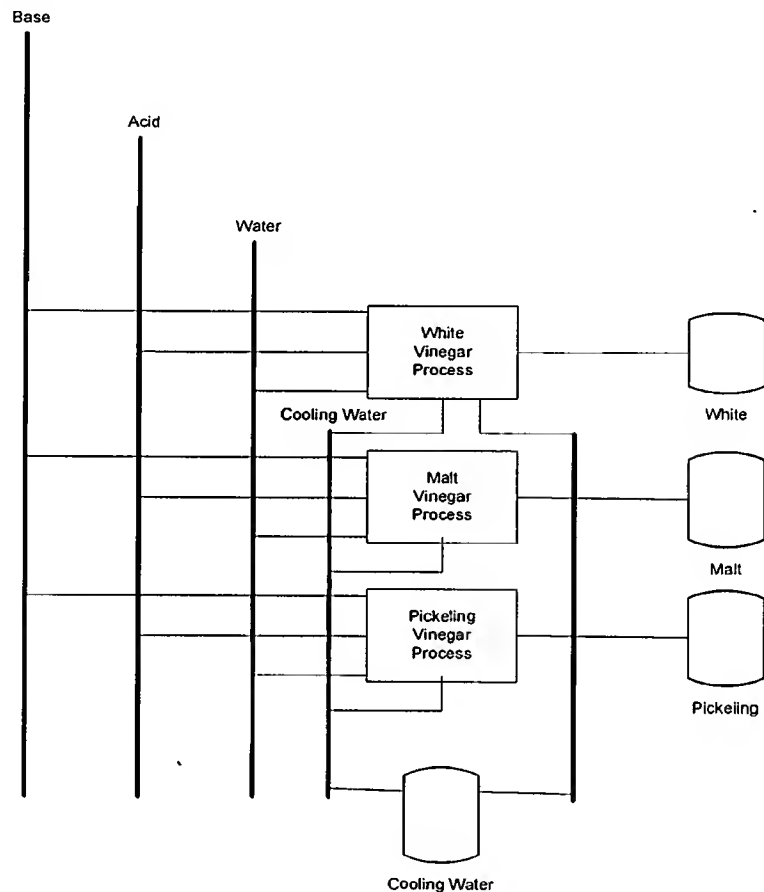 Base
Acid
Water
White
Vinegar
Process
White
Cooling Water
Malt
Vinegar
Process
Malt
Pickeling
Vinegar
Process
Pickeling
Cooling Water